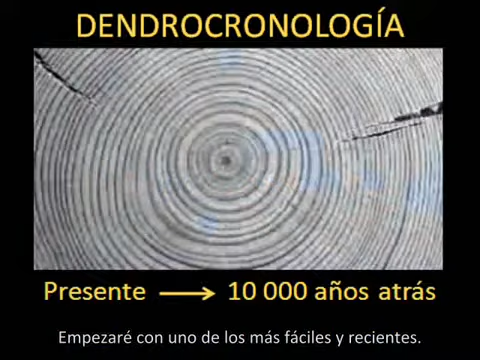 DENDROCRONOLOGÍA
Presente → 10 000 años atrás
Empezaré con uno de los más fáciles y recientes.